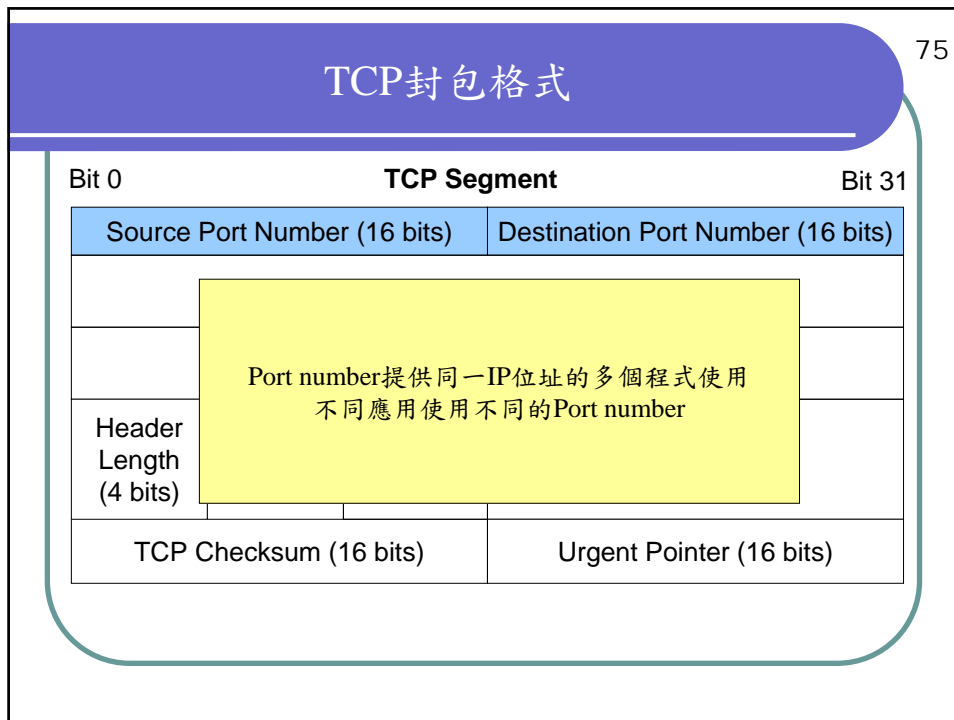 75
TCP封包格式
Bit 0
TCP Segment
Bit 31
Source Port Number (16 bits)
Destination Port Number (16 bits)
Port number提供同一IP位址的多個程式使用
不同應用使用不同的Port number
Header
Length
(4 bits)
TCP Checksum (16 bits)
Urgent Pointer (16 bits)